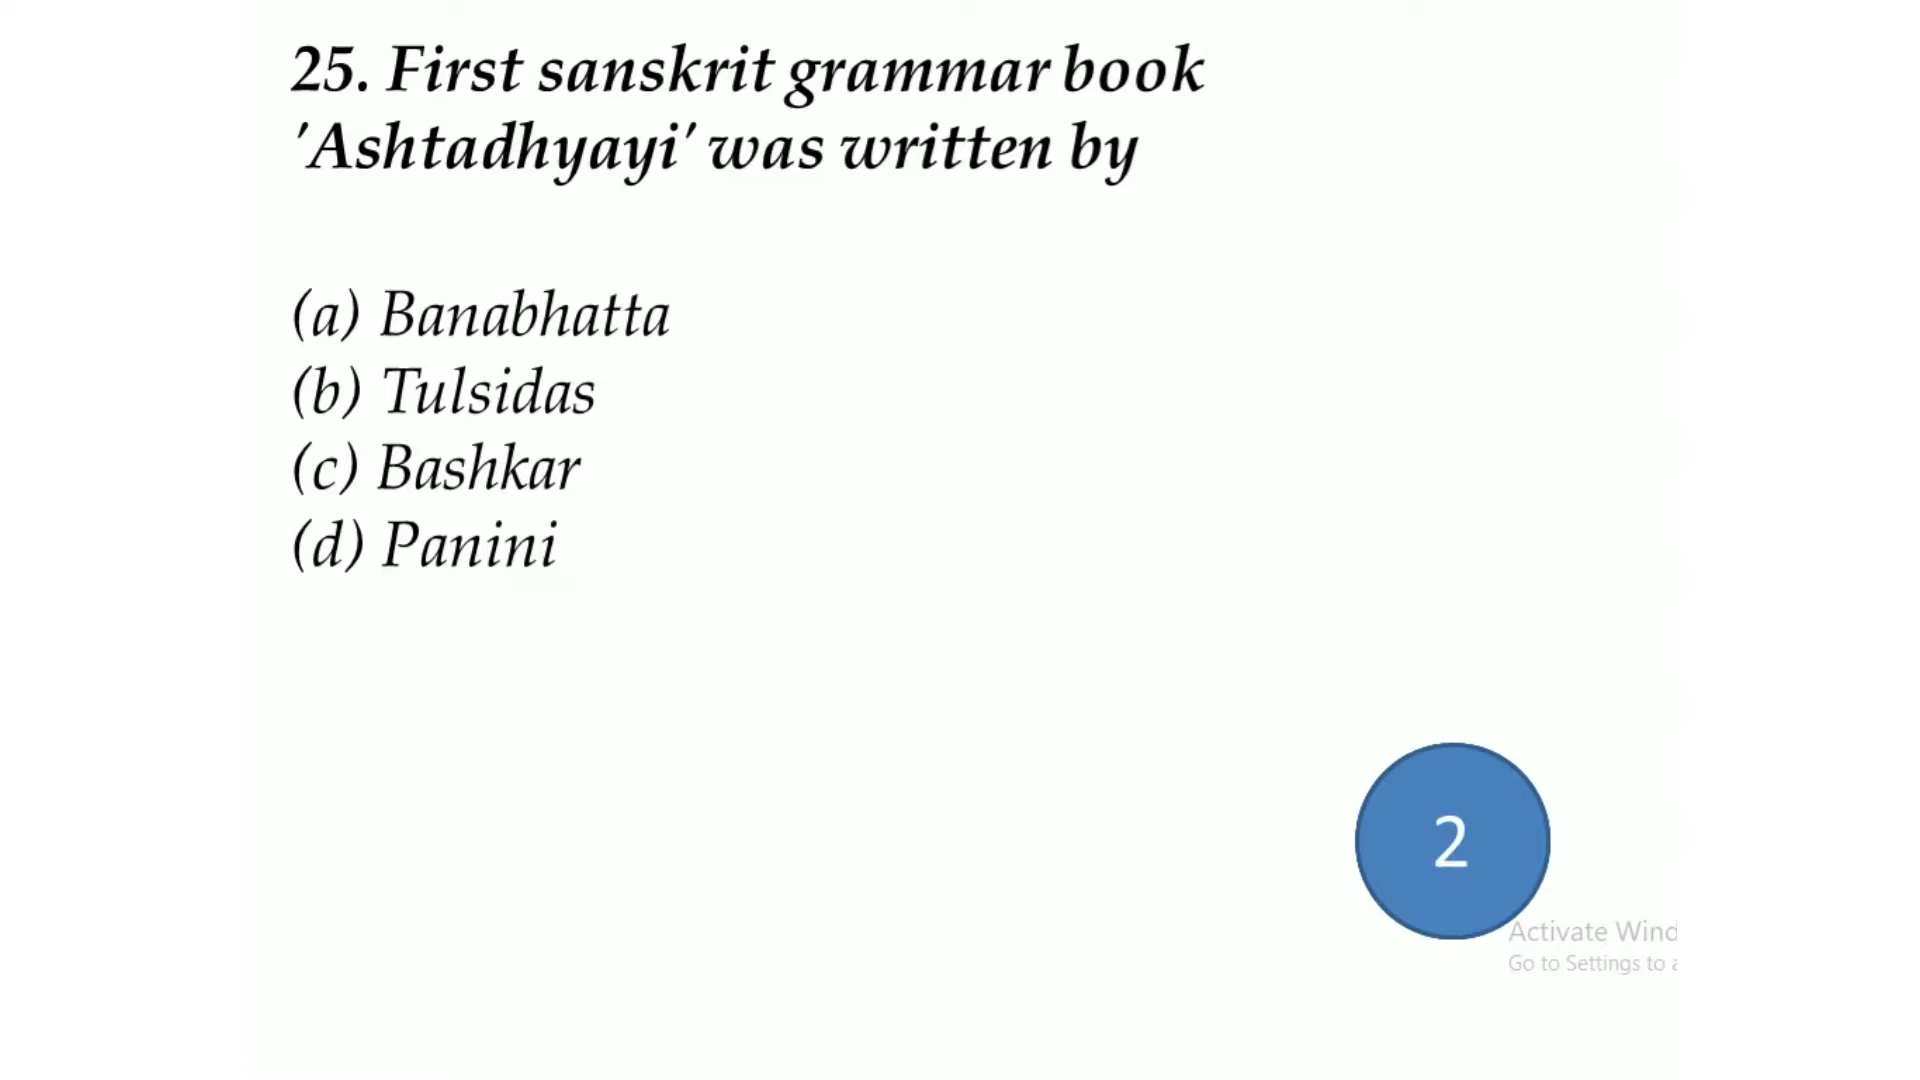 25. First sanskrit grammar book
'Ashtadhyayi' was written by
(a) Banabhatta
(b) Tulsidas
(c) Bashkar
(d) Panini
2
Activate Wind
Go to Settings to a